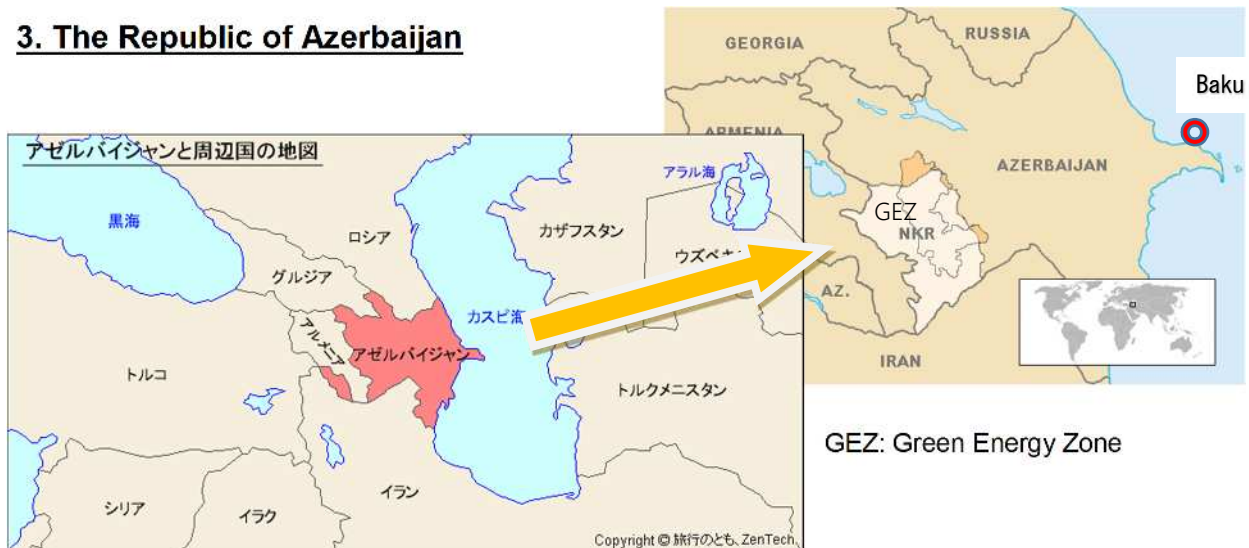 3. The Republic of Azerbaijan
GEORGIA
RUSSIA
Baku
ARMENIA
AZERBAIJAN
GEZ
NKR
AZ.
IRAN
アゼルバイジャンと周辺国の地図
アラル海
黒海
ロシア
カザフスタン
グルジア
ウズベキ
カスピ海
アルメニア
アゼルバイジャン
トルコ
トルクメニスタン
イラン
シリア
イラク
Copyright © 旅行のとも、ZenTech
GEZ: Green Energy Zone